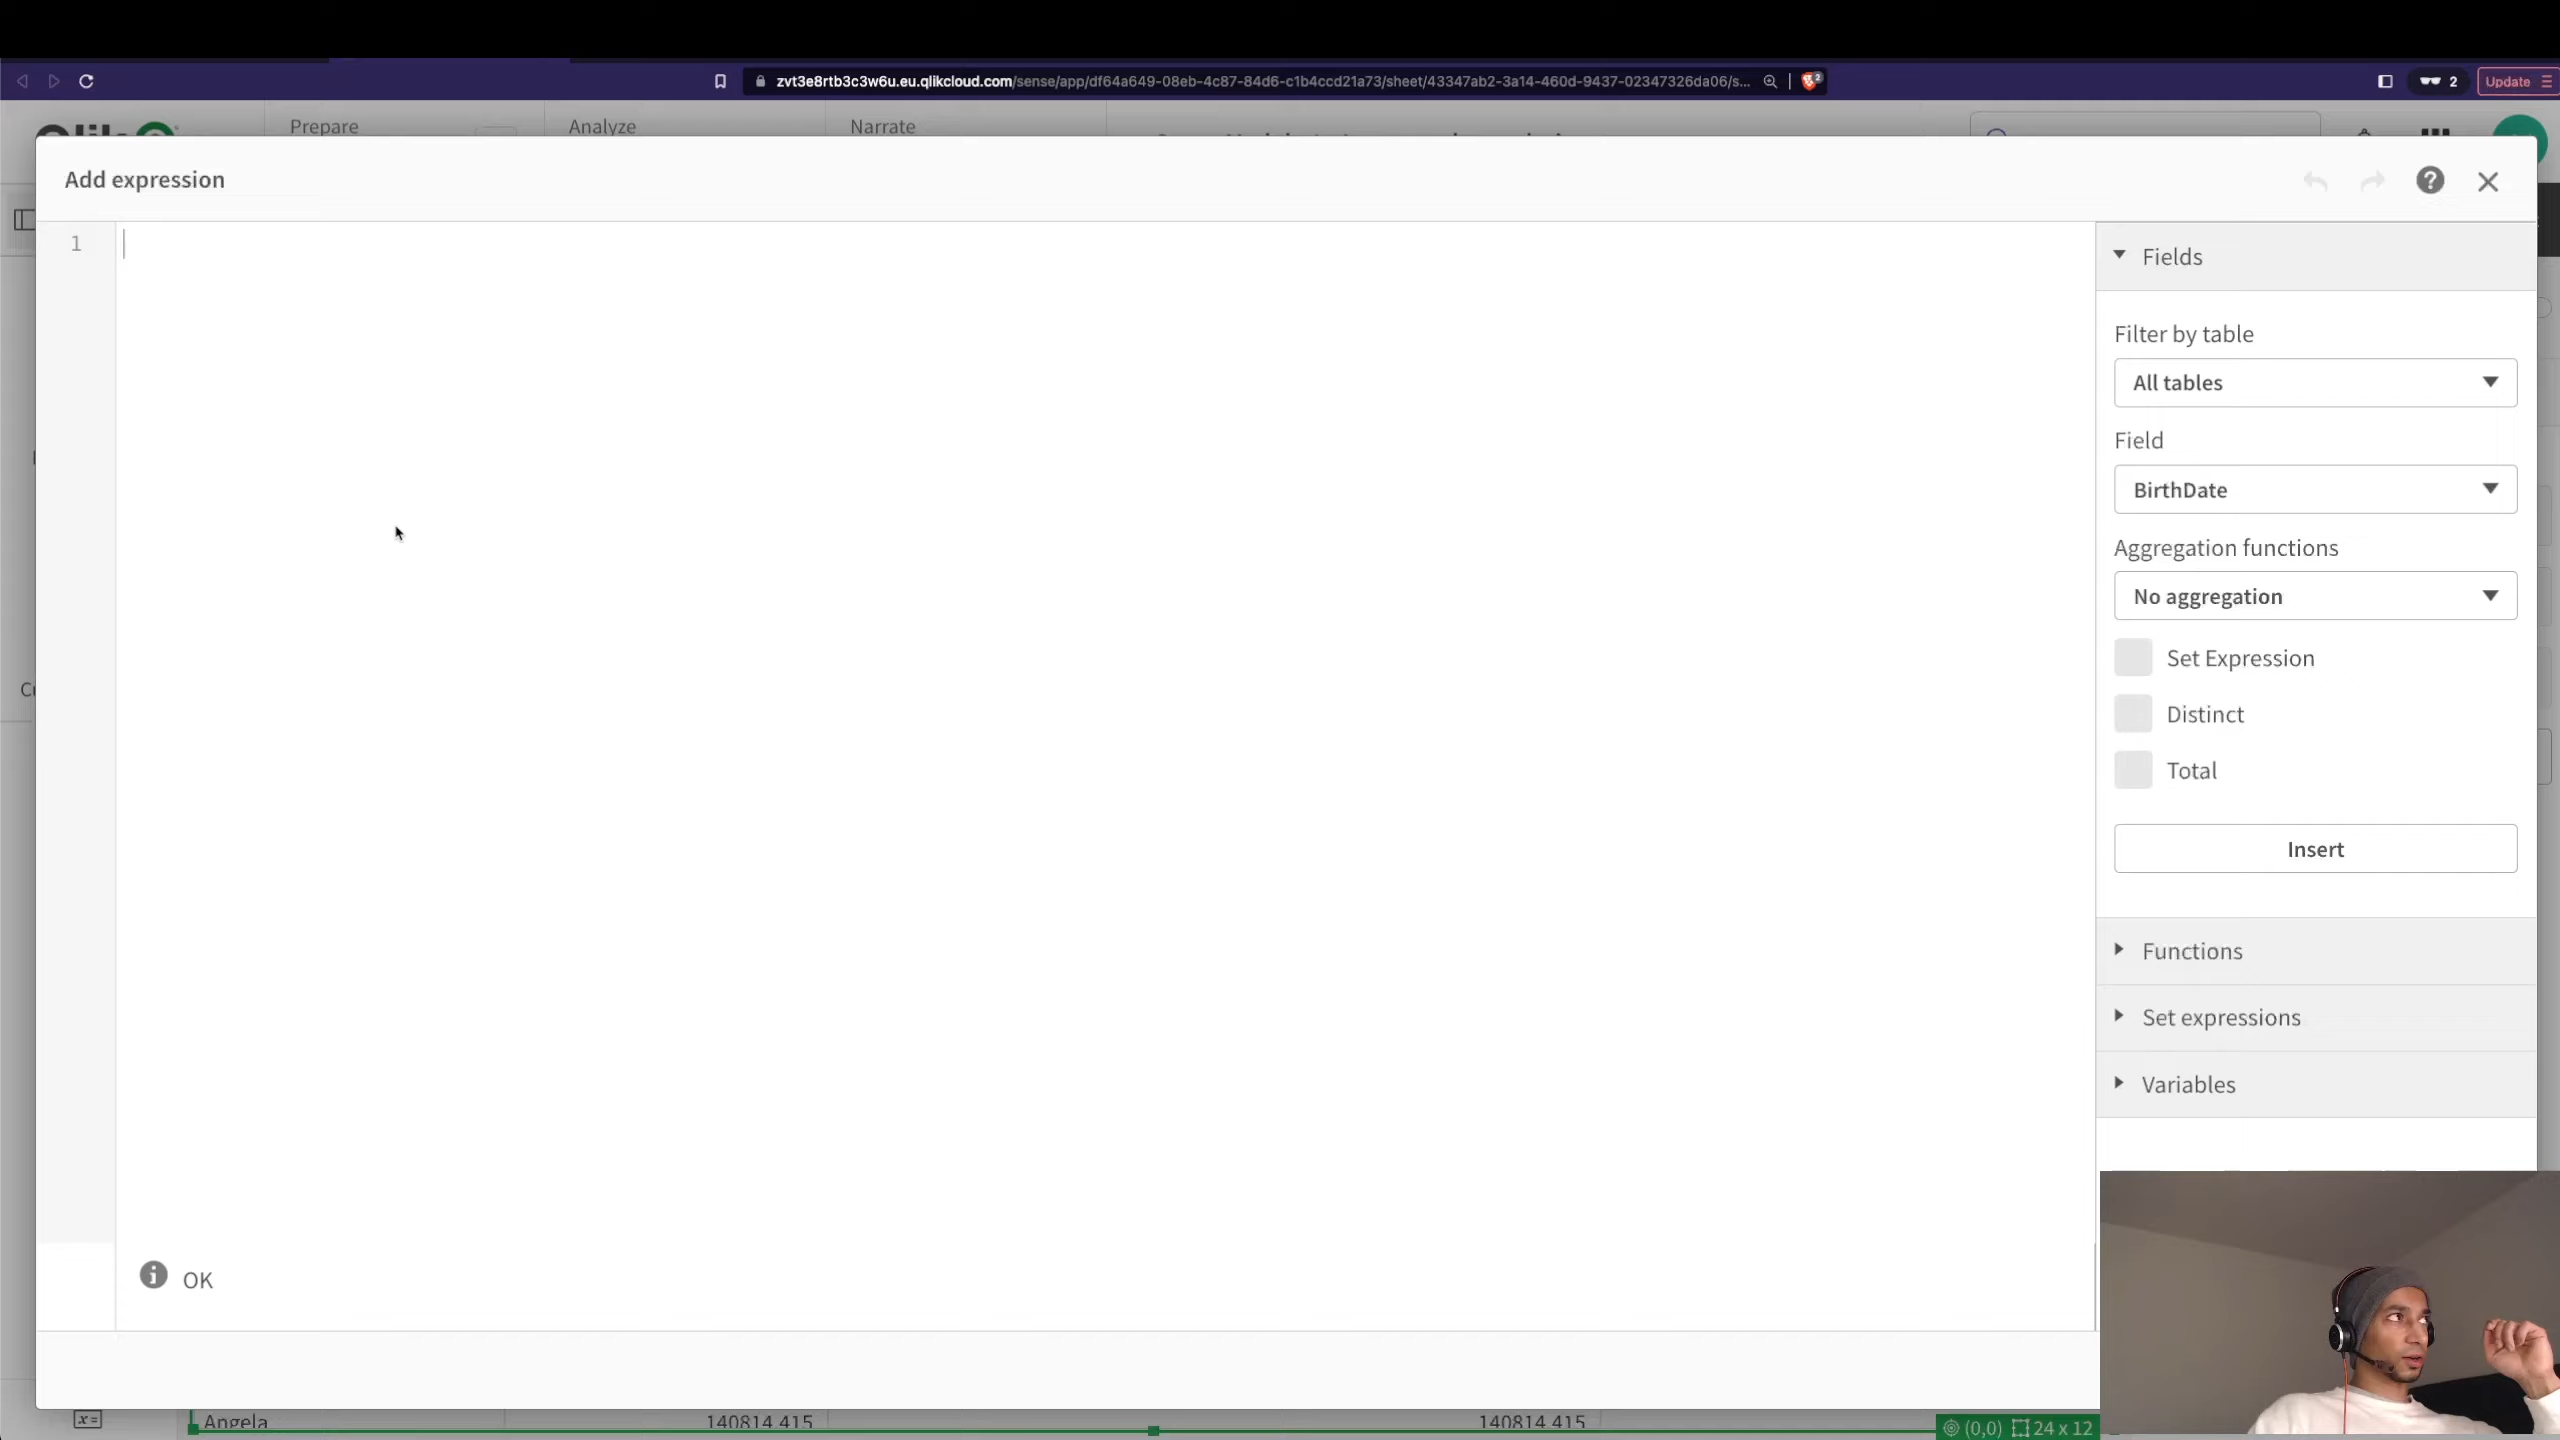 zvt3e8rtb3c3w6u.eu.qlikcloud.com/sense/app/df64a649-08eb-4c87-84d6-c1b4ccd21a73/sheet/43347ab2-3a14-460d-9437-02347326da06/s...
2
2
Update
Prepare
Analyze
Narrate
Add expression
1
Fields
Filter by table
All tables
Field
BirthDate
Aggregation functions
No aggregation
Set Expression
Distinct
Total
Insert
Functions
Set expressions
Variables
OK
x=
Angela
140814.415
140814.415
(0,0)
24 x 12